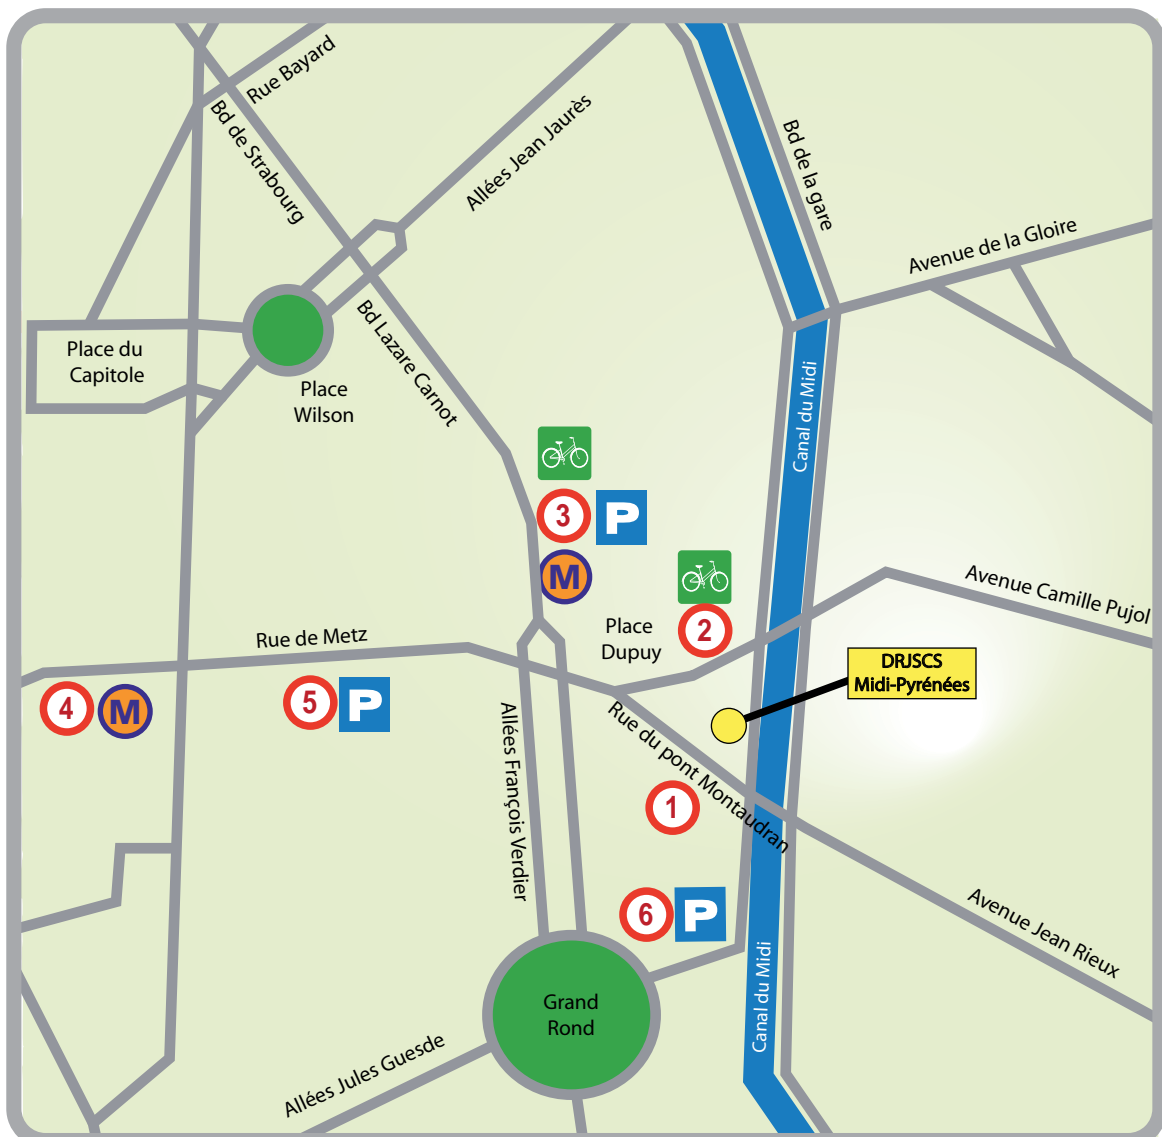 Rue Bayard
Bd de Strabourg
Allées Jean Jaurès
Bd de la gare
Avenue de la Gloire
Place du
Capitole
Place
Wilson
Bd Lazare Carnot
Canal du Midi
3
P
M
2
Avenue Camille Pujol
Place
Dupuy
Rue de Metz
DRJSCS
Midi-Pyrénées
4
M
5
P
Allées François Verdier
Rue du pont Montaudran
1
6
P
Avenue Jean Rieux
Canal du Midi
Grand
Rond
Allées Jules Guesde